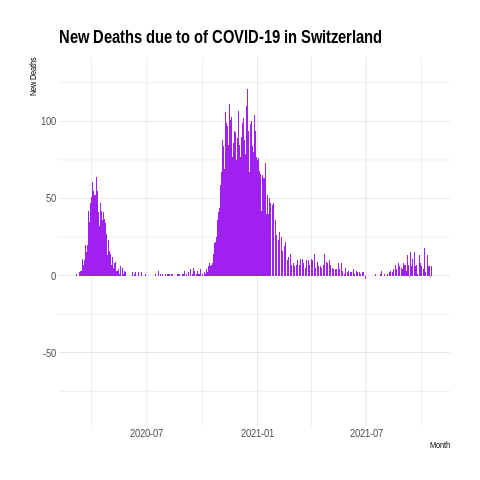 New Deaths due to of COVID-19 in Switzerland
New Deaths
100
50
0
-50
2020-07
2021-01
2021-07
Month